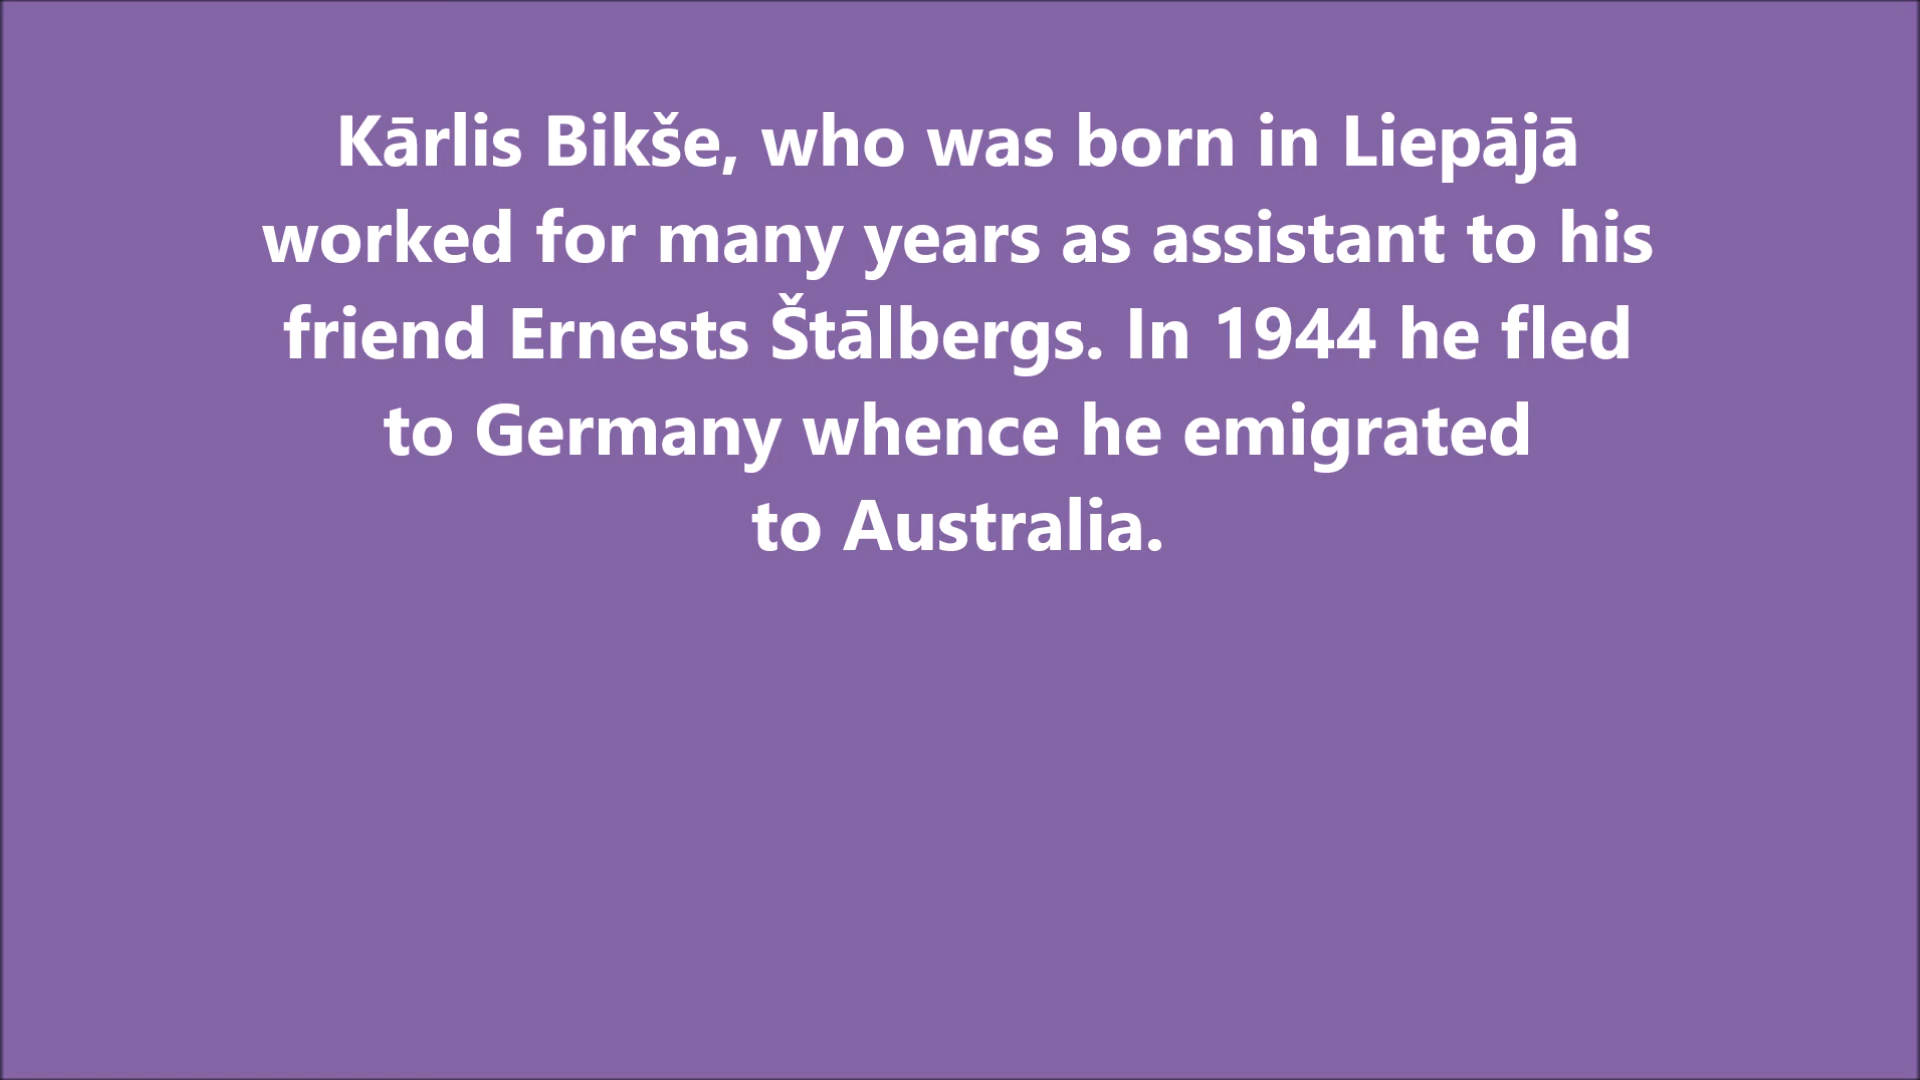 Kārlis Bikše, who was born in Liepājā
worked for many years as assistant to his
friend Ernests Štālbergs. In 1944 he fled
to Germany whence he emigrated
to Australia.